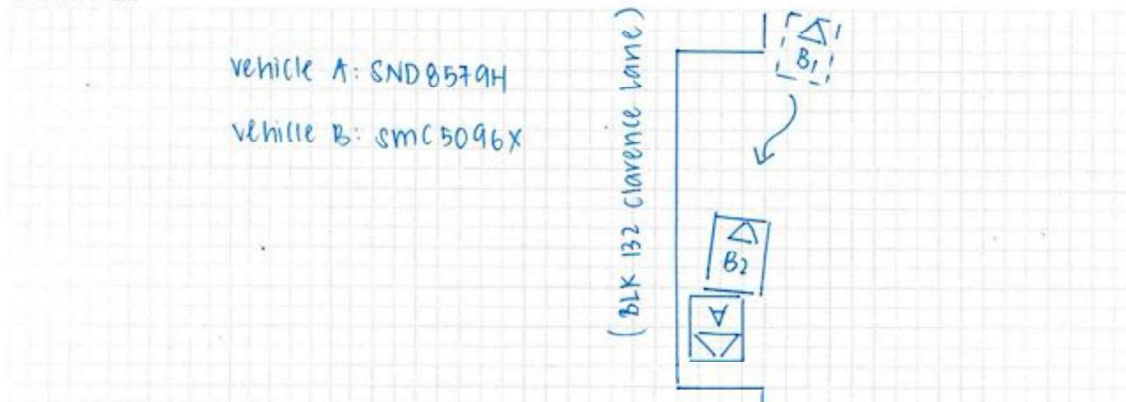 vehicle A: SND8579H
vehicle B: SMC5096X
(BLK 132 Clarence Lane)
B1
B2
A